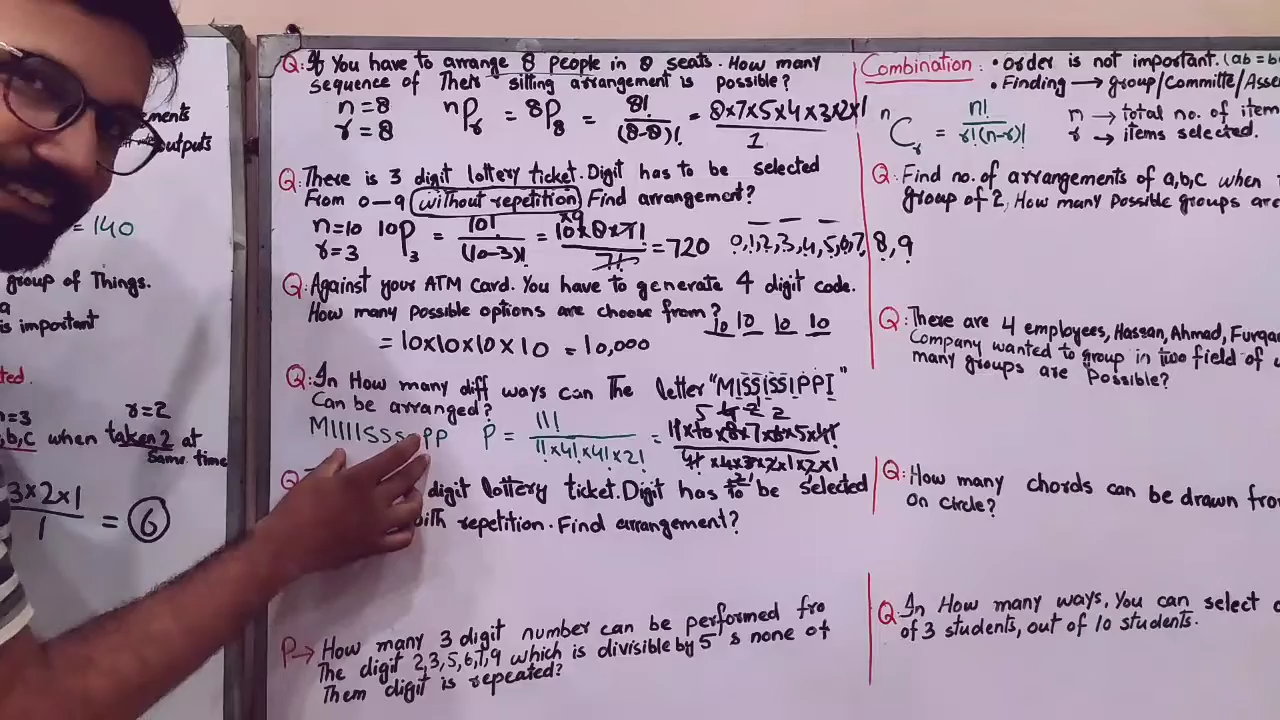 ements
outputs
= 140
group of Things.
a
is important
ted.
n=3 r=2
b,c when taken 2 at
Same time
3×2×1
1
= 6
Q: If You have to arrange 8 people in 8 seats. How many
sequence of Their sitting arrangement is possible?
n = 8
r = 8
nPr = 8P8 = 8! / (8-8)! = 8×7×5×4×3×2×1 / 1
Q: There is 3 digit lottery ticket. Digit has to be selected
From 0-9 without repetition Find arrangement?
n=10
r=3
10P3 = 10! / (10-3)! = 10×9×8×7! / 7! = 720 0,1,2,3,4,5,6,7,8,9
Q: Against your ATM card. You have to generate 4 digit code.
How many possible options are choose from?
10 10 10 10
= 10×10×10×10 = 10,000
Q: In How many diff ways can The letter "MISSISSIPPI"
Can be arranged?
MIIIISSS PP P = 11! / 1!×4!×4!×2! = 11×10×8×7×6×5×4! / 4!×4×3×2×1×2×1
5 4 2 2
Q: digit lottery ticket. Digit has to be selected
with repetition. Find arrangement?
P→ How many 3 digit number can be performed fro
The digit 2,3,5,6,7,9 which is divisible by 5 & none of
Them digit is repeated?
Combination: • Order is not important. (ab = b
• Finding → group/Committe/Asse
nCr = n! / r!(n-r)!
n → total no. of item
r → items selected.
Q: Find no. of arrangements of a,b,c when
group of 2, How many possible groups are
Q: There are 4 employees, Hassan, Ahmad, Furqa
Company wanted to group in two field of
many groups are Possible?
Q: How many chords can be drawn from
on circle?
Q: In How many ways, You can select
of 3 students, out of 10 students.